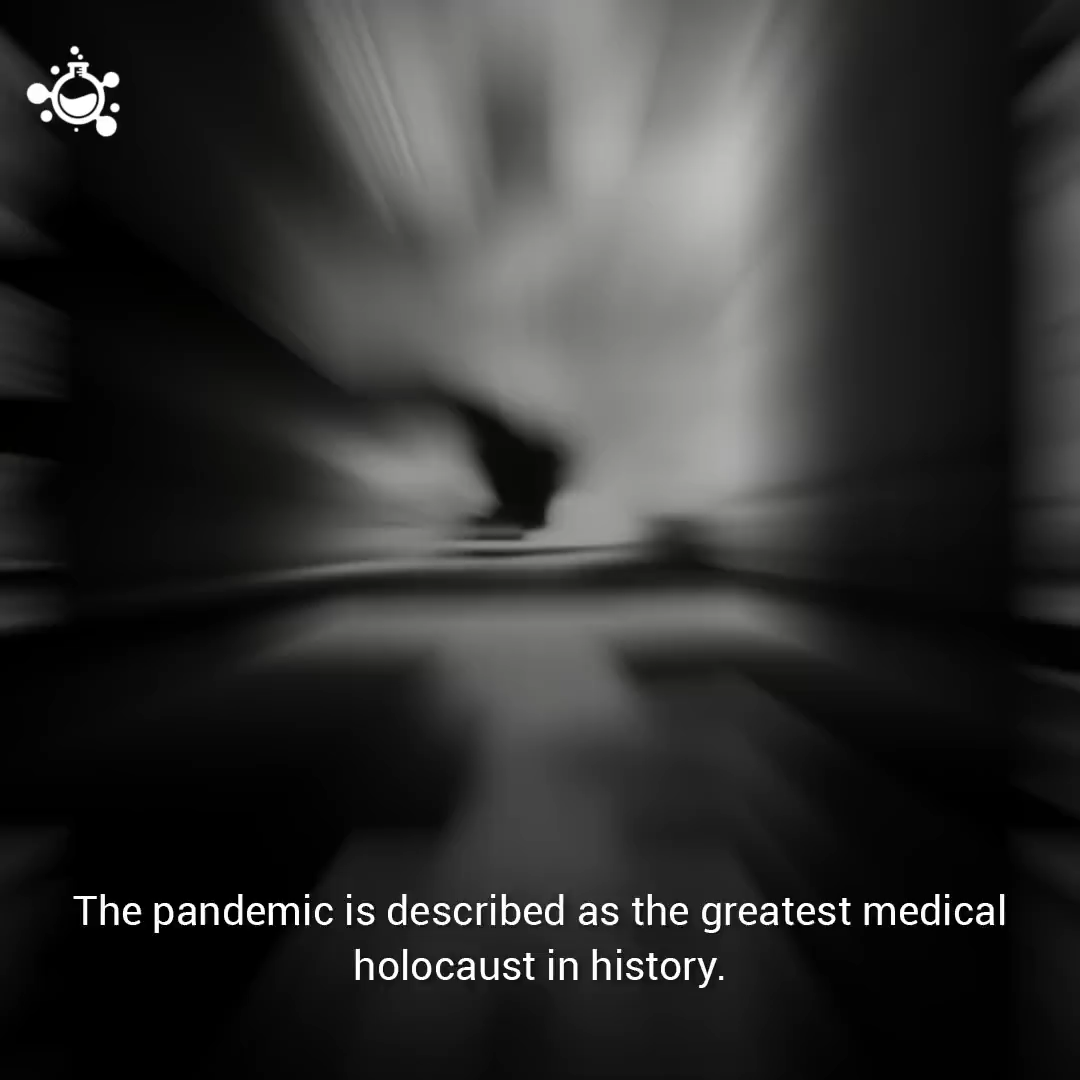 The pandemic is described as the greatest medical
holocaust in history.